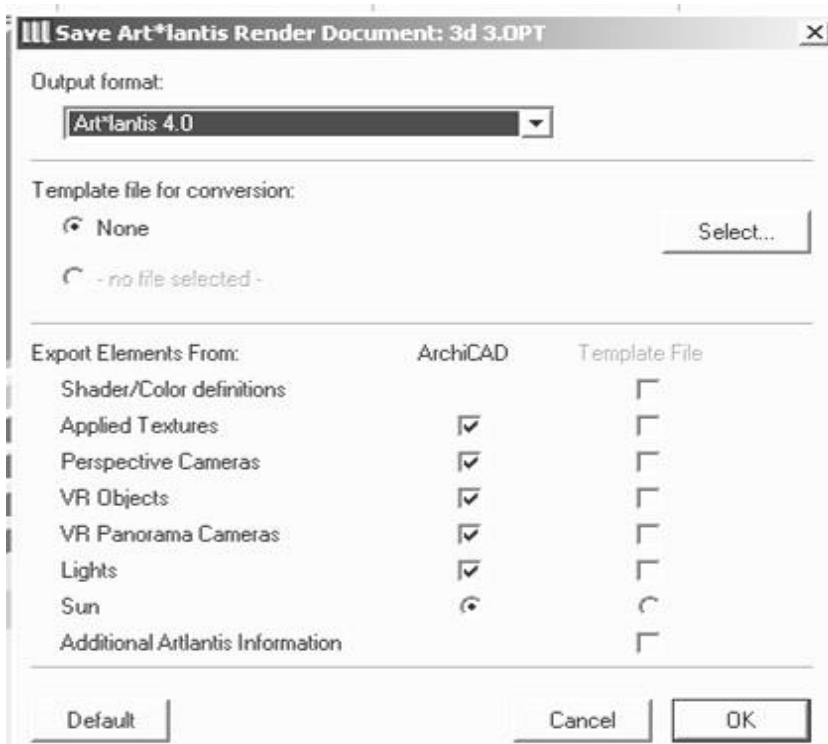 Save Art*lantis Render Document: 3d 3.OPT
Output format:
Art*lantis 4.0
Template file for conversion:
None
Select...
- no file selected -
Export Elements From: ArchiCAD Template File
Shader/Color definitions
Applied Textures
Perspective Cameras
VR Objects
VR Panorama Cameras
Lights
Sun
Additional Artlantis Information
Default Cancel OK